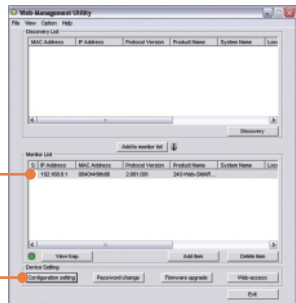 Web Management Utility
File View Option Help
Discovery List
MAC Address IP Address Protocol Version Product Name System Name
Discovery
Add to monitor list
Monitor List
S IP Address MAC Address Protocol Version Product Name System Name
192.168.0.1 2.001.001
View trap Add item Delete item
Device Setting
Configuration setting Password change Firmware upgrade Web access
Exit